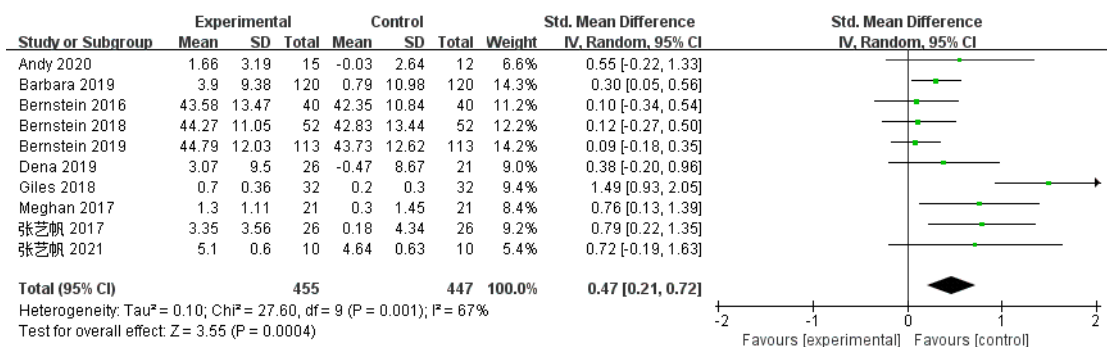 Experimental Control Std. Mean Difference Std. Mean Difference
Study or Subgroup Mean SD Total Mean SD Total Weight IV, Random, 95% CI IV, Random, 95% CI
Andy 2020 1.66 3.19 15 -0.03 2.64 12 6.6% 0.55 [-0.22, 1.33]
Barbara 2019 3.9 9.38 120 0.79 10.98 120 14.3% 0.30 [0.05, 0.56]
Bernstein 2016 43.58 13.47 40 42.35 10.84 40 11.2% 0.10 [-0.34, 0.54]
Bernstein 2018 44.27 11.05 52 42.83 13.44 52 12.2% 0.12 [-0.27, 0.50]
Bernstein 2019 44.79 12.03 113 43.73 12.62 113 14.2% 0.09 [-0.18, 0.35]
Dena 2019 3.07 9.5 26 -0.47 8.67 21 9.0% 0.38 [-0.20, 0.96]
Giles 2018 0.7 0.36 32 0.2 0.3 32 9.4% 1.49 [0.93, 2.05]
Meghan 2017 1.3 1.11 21 0.3 1.45 21 8.4% 0.76 [0.13, 1.39]
张艺帆 2017 3.35 3.56 26 0.18 4.34 26 9.2% 0.79 [0.22, 1.35]
张艺帆 2021 5.1 0.6 10 4.64 0.63 10 5.4% 0.72 [-0.19, 1.63]
Total (95% CI) 455 447 100.0% 0.47 [0.21, 0.72]
Heterogeneity: Tau² = 0.10; Chi² = 27.60, df = 9 (P = 0.001); I² = 67%
Test for overall effect: Z = 3.55 (P = 0.0004)
-2 -1 0 1 2
Favours [experimental] Favours [control]